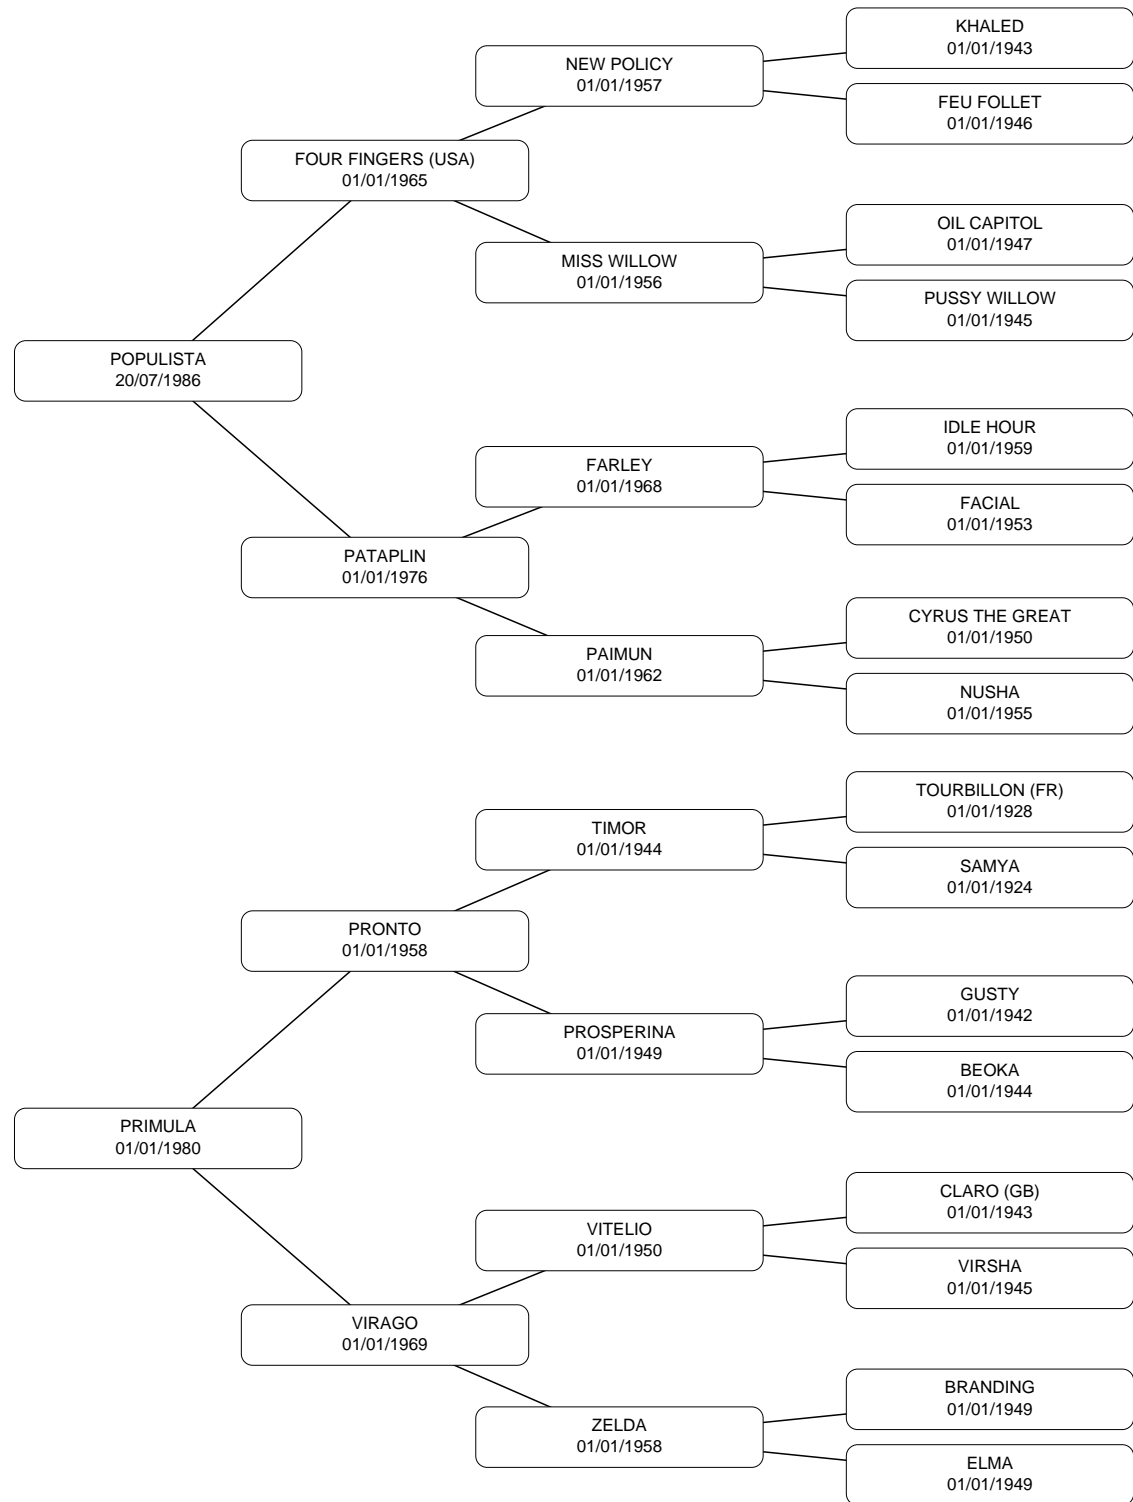 KHALED
01/01/1943
NEW POLICY
01/01/1957
FEU FOLLET
01/01/1946
FOUR FINGERS (USA)
01/01/1965
OIL CAPITOL
01/01/1947
MISS WILLOW
01/01/1956
PUSSY WILLOW
01/01/1945
POPULISTA
20/07/1986
IDLE HOUR
01/01/1959
FARLEY
01/01/1968
FACIAL
01/01/1953
PATAPLIN
01/01/1976
CYRUS THE GREAT
01/01/1950
PAIMUN
01/01/1962
NUSHA
01/01/1955
TOURBILLON (FR)
01/01/1928
TIMOR
01/01/1944
SAMYA
01/01/1924
PRONTO
01/01/1958
GUSTY
01/01/1942
PROSPERINA
01/01/1949
BEOKA
01/01/1944
PRIMULA
01/01/1980
CLARO (GB)
01/01/1943
VITELIO
01/01/1950
VIRSHA
01/01/1945
VIRAGO
01/01/1969
BRANDING
01/01/1949
ZELDA
01/01/1958
ELMA
01/01/1949